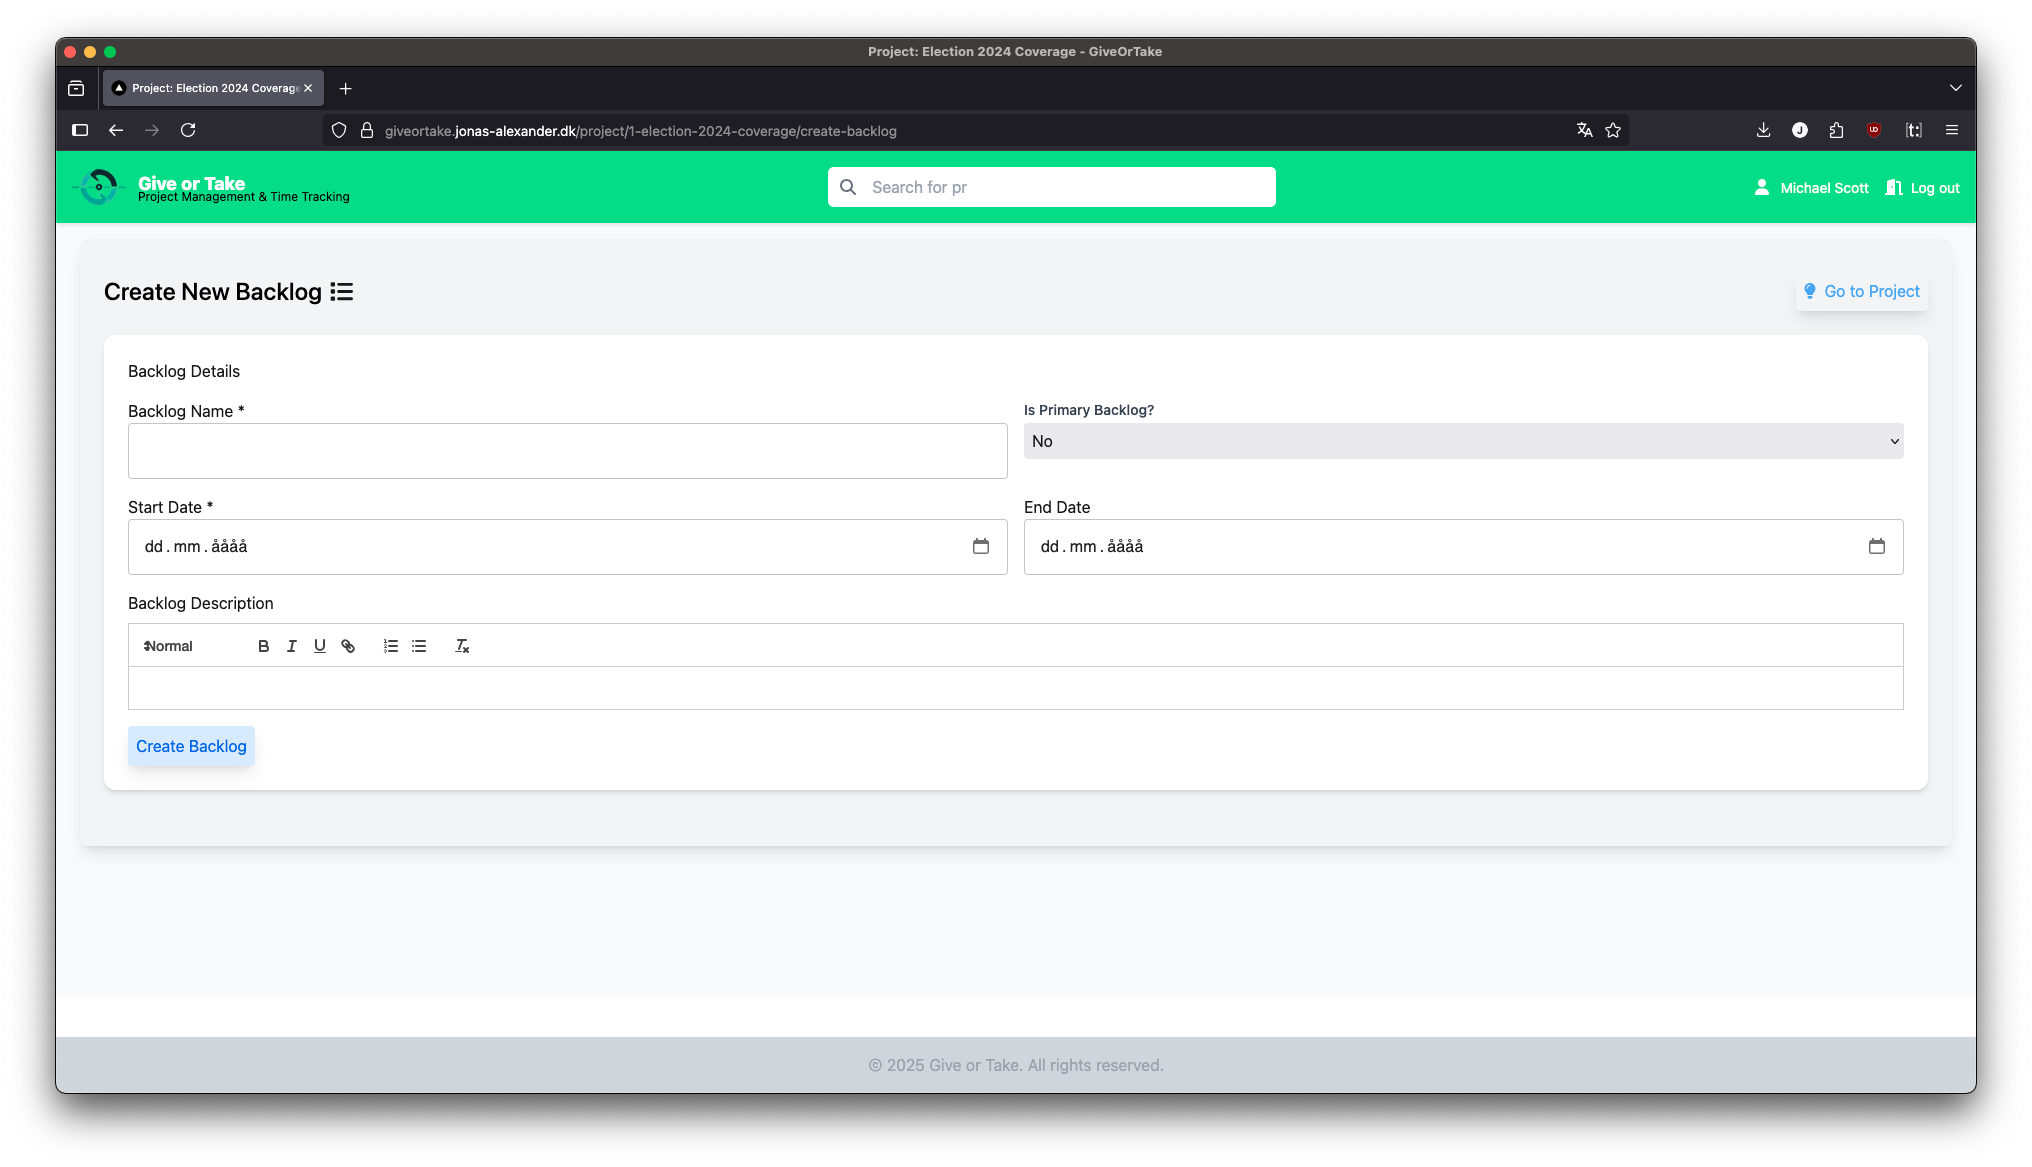 Project: Election 2024 Coverage - GiveOrTake
Project: Election 2024 Coverag
giveortake.jonas-alexander.dk/project/1-election-2024-coverage/create-backlog
J
UD
[t:]
Give or Take
Project Management & Time Tracking
Search for pr
Michael Scott
Log out
Create New Backlog
Go to Project
Backlog Details
Backlog Name *
Is Primary Backlog?
No
Start Date *
End Date
dd . mm . åååå
dd . mm . åååå
Backlog Description
Normal
B I U
Create Backlog
© 2025 Give or Take. All rights reserved.